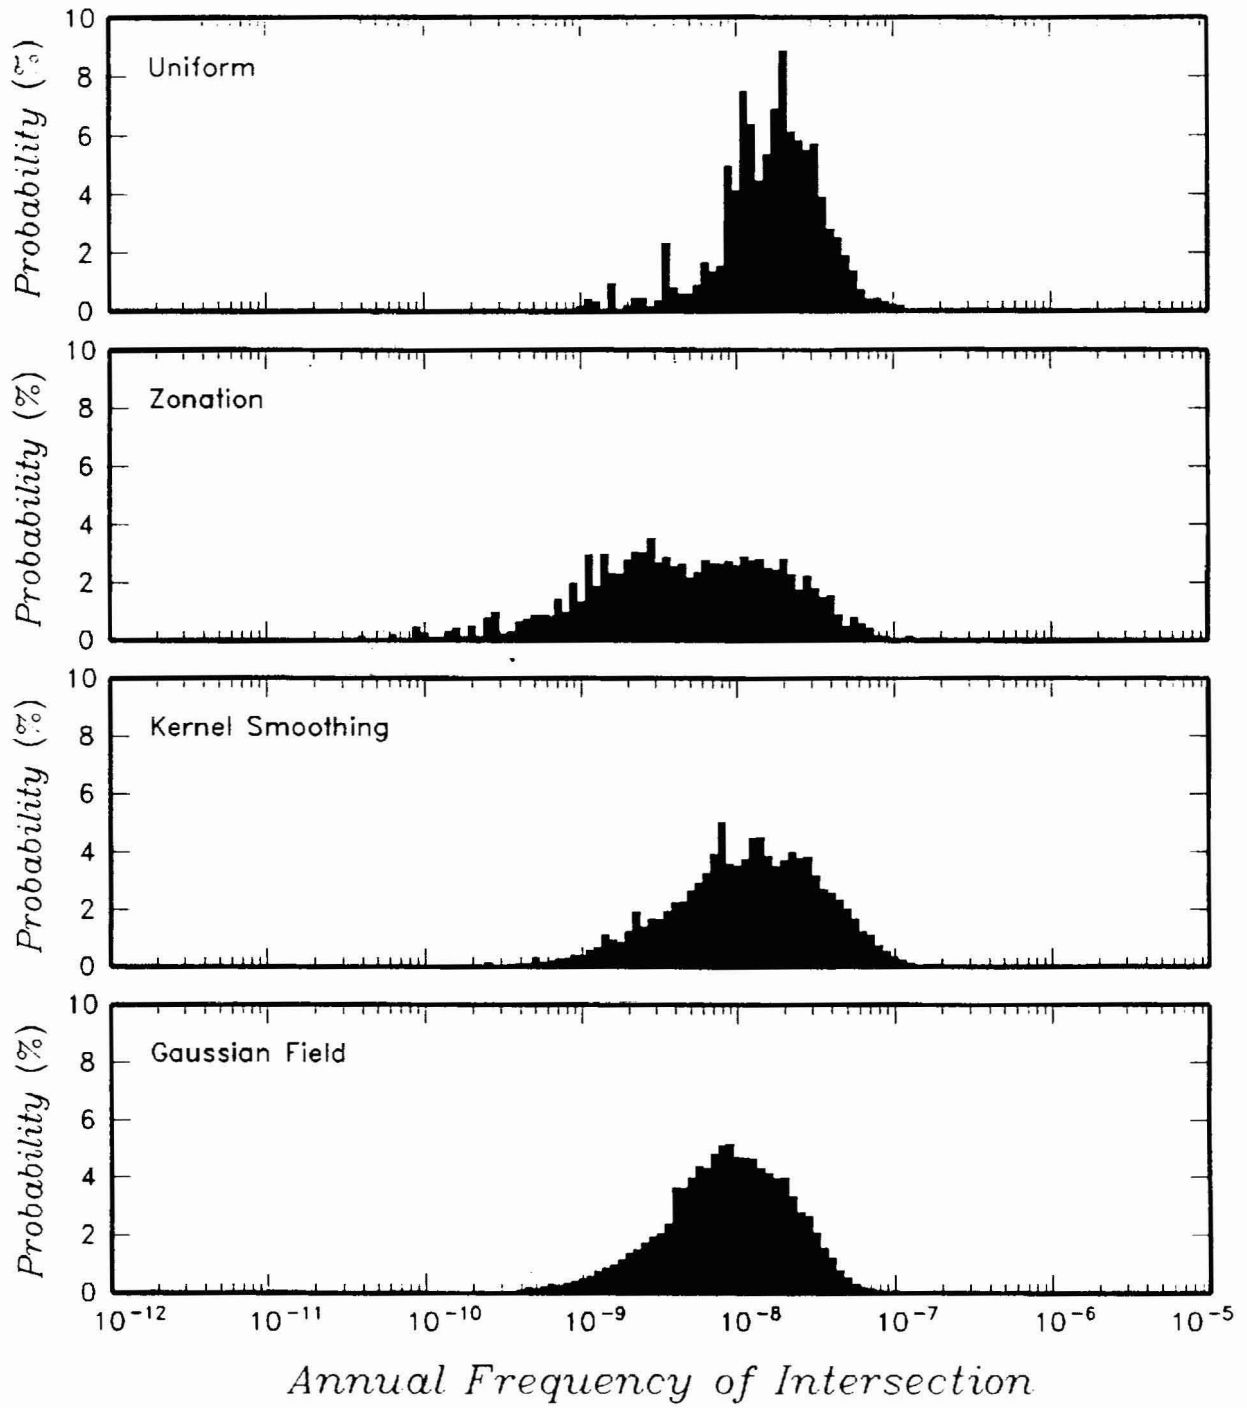 10
8
6
4
2
0
Probability (%)
Uniform
10
8
6
4
2
0
Probability (%)
Zonation
10
8
6
4
2
0
Probability (%)
Kernel Smoothing
10
8
6
4
2
0
Probability (%)
Gaussian Field
10⁻¹² 10⁻¹¹ 10⁻¹⁰ 10⁻⁹ 10⁻⁸ 10⁻⁷ 10⁻⁶ 10⁻⁵
Annual Frequency of Intersection